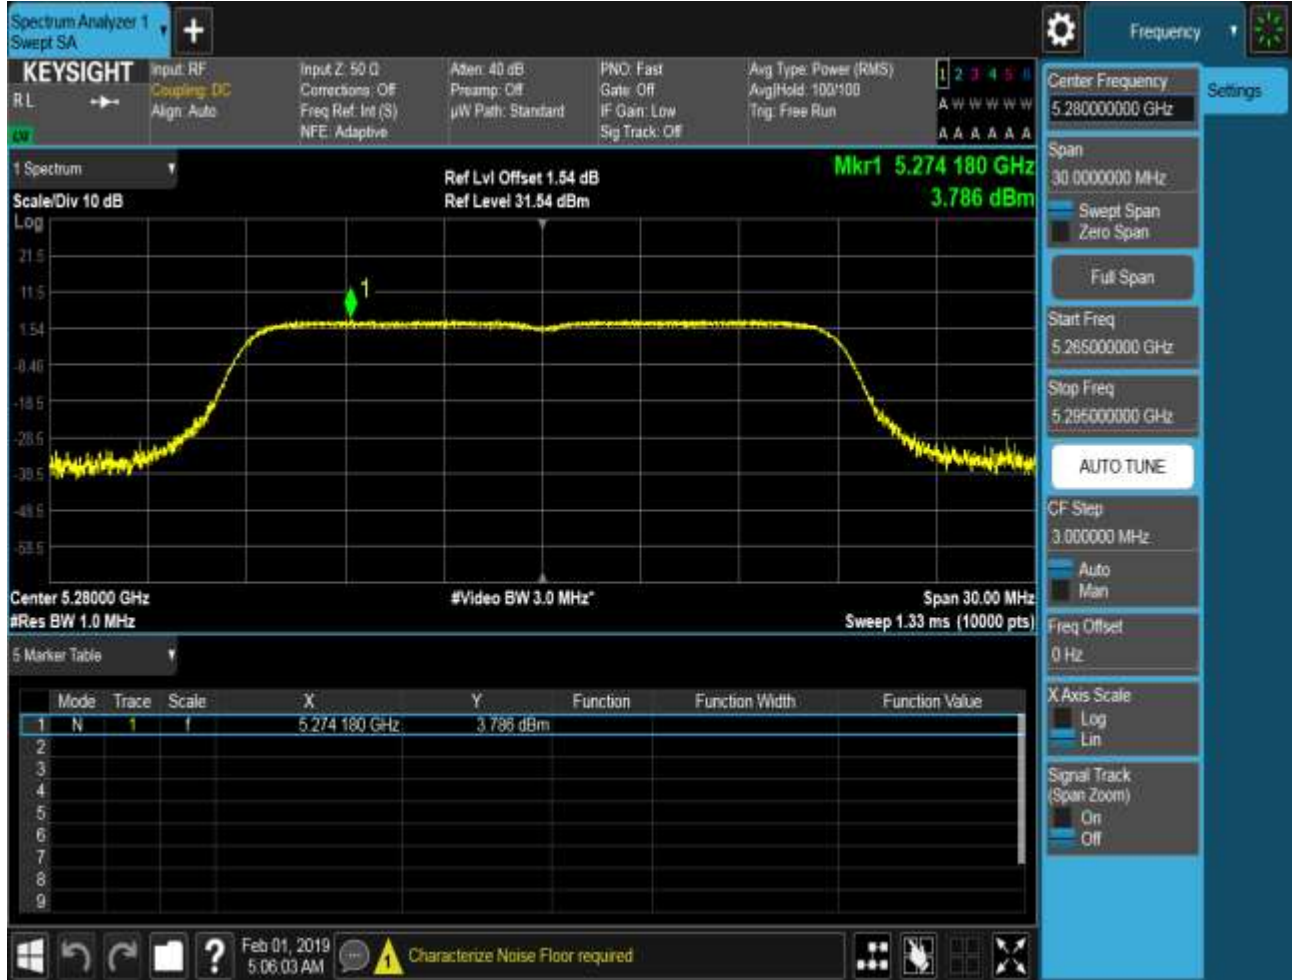 Spectrum Analyzer 1
Swept SA
Frequency
KEYSIGHT
RL
Input: RF
Coupling: DC
Align: Auto
Input Z: 50 Ω
Corrections: Off
Freq Ref: Int (S)
NFE: Adaptive
Atten: 40 dB
Preamp: Off
µW Path: Standard
PNO: Fast
Gate: Off
IF Gain: Low
Sig Track: Off
Avg Type: Power (RMS)
Avg|Hold: 100/100
Trig: Free Run
1 2 3 4 5 6
A W W W W W
A A A A A A
1 Spectrum
Scale/Div 10 dB
Log
Ref Lvl Offset 1.54 dB
Ref Level 31.54 dBm
Mkr1 5.274 180 GHz
3.786 dBm
21.5
11.5
1.54
-8.46
-18.5
-28.5
-38.5
-48.5
-58.5
1
Center 5.28000 GHz
#Res BW 1.0 MHz
#Video BW 3.0 MHz*
Span 30.00 MHz
Sweep 1.33 ms (10000 pts)
5 Marker Table
Mode Trace Scale X Y Function Function Width Function Value
1 N 1 f 5.274 180 GHz 3.786 dBm
2
3
4
5
6
7
8
9
Center Frequency
5.280000000 GHz
Settings
Span
30.0000000 MHz
Swept Span
Zero Span
Full Span
Start Freq
5.265000000 GHz
Stop Freq
5.295000000 GHz
AUTO TUNE
CF Step
3.000000 MHz
Auto
Man
Freq Offset
0 Hz
X Axis Scale
Log
Lin
Signal Track
(Span Zoom)
On
Off
?
Feb 01, 2019
5:06:03 AM
1
Characterize Noise Floor required